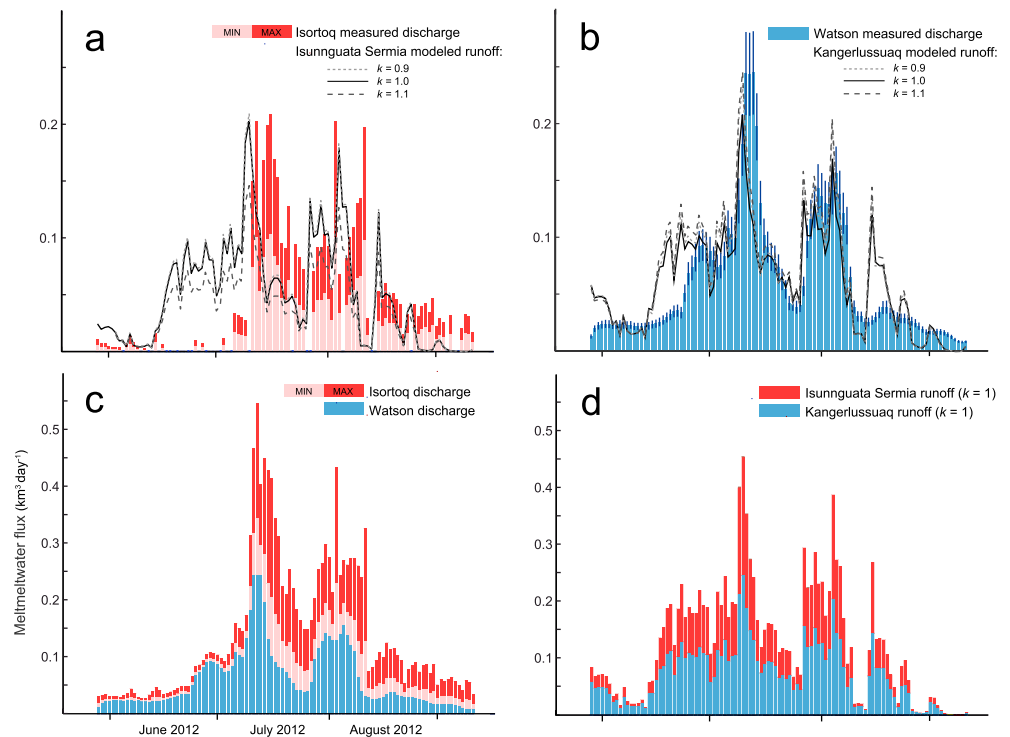 a
MIN MAX Isortoq measured discharge
Isunnguata Sermia modeled runoff:
k = 0.9
k = 1.0
k = 1.1
0.2
0.1
b
Watson measured discharge
Kangerlussuaq modeled runoff:
k = 0.9
k = 1.0
k = 1.1
0.2
0.1
c
MIN MAX Isortoq discharge
Watson discharge
0.5
0.4
0.3
0.2
0.1
Meltmeltwater flux (km³ day⁻¹)
June 2012 July 2012 August 2012
d
Isunnguata Sermia runoff (k = 1)
Kangerlussuaq runoff (k = 1)
0.5
0.4
0.3
0.2
0.1